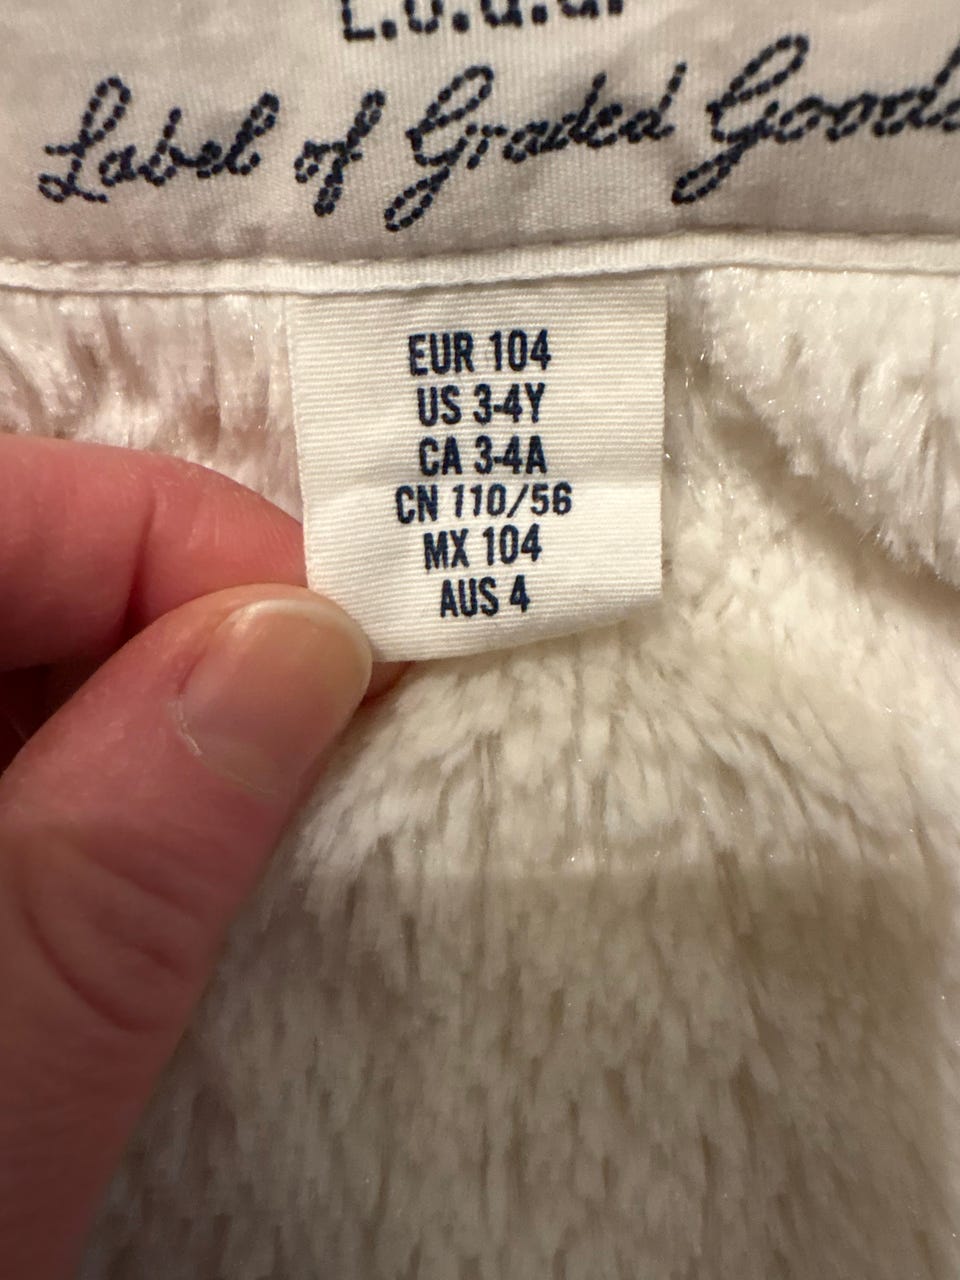 L.O.G.G.
Label of Graded Goods
EUR 104
US 3-4Y
CA 3-4A
CN 110/56
MX 104
AUS 4